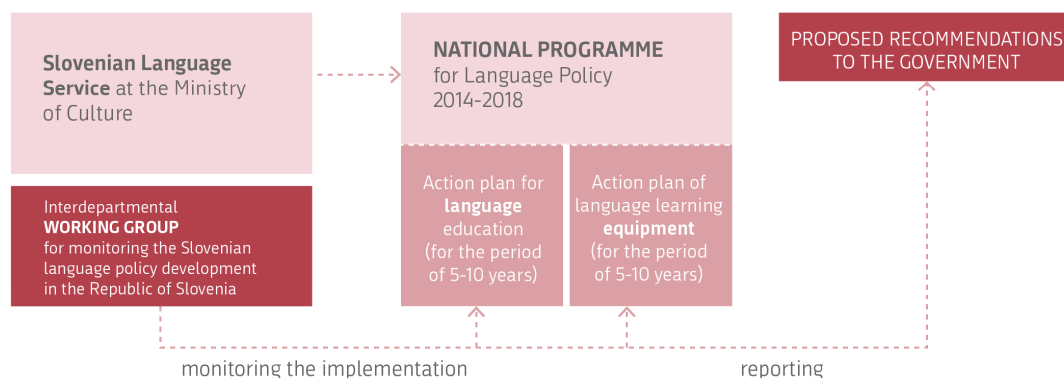 Slovenian Language
Service at the Ministry
of Culture
NATIONAL PROGRAMME
for Language Policy
2014-2018
PROPOSED RECOMMENDATIONS
TO THE GOVERNMENT
Interdepartmental
WORKING GROUP
for monitoring the Slovenian
language policy development
in the Republic of Slovenia
Action plan for
language
education
(for the period
of 5-10 years)
Action plan of
language learning
equipment
(for the period
of 5-10 years)
monitoring the implementation
reporting